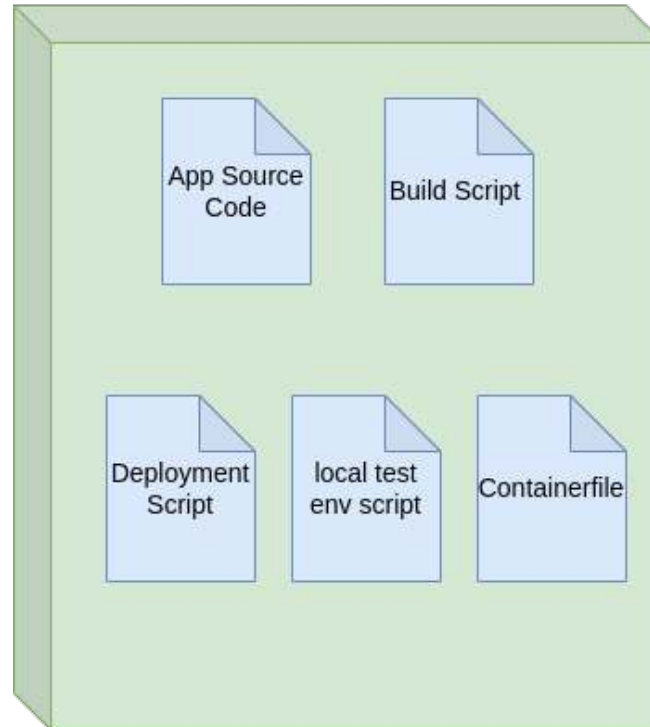 App Source
Code
Build Script
Deployment
Script
local test
env script
Containerfile